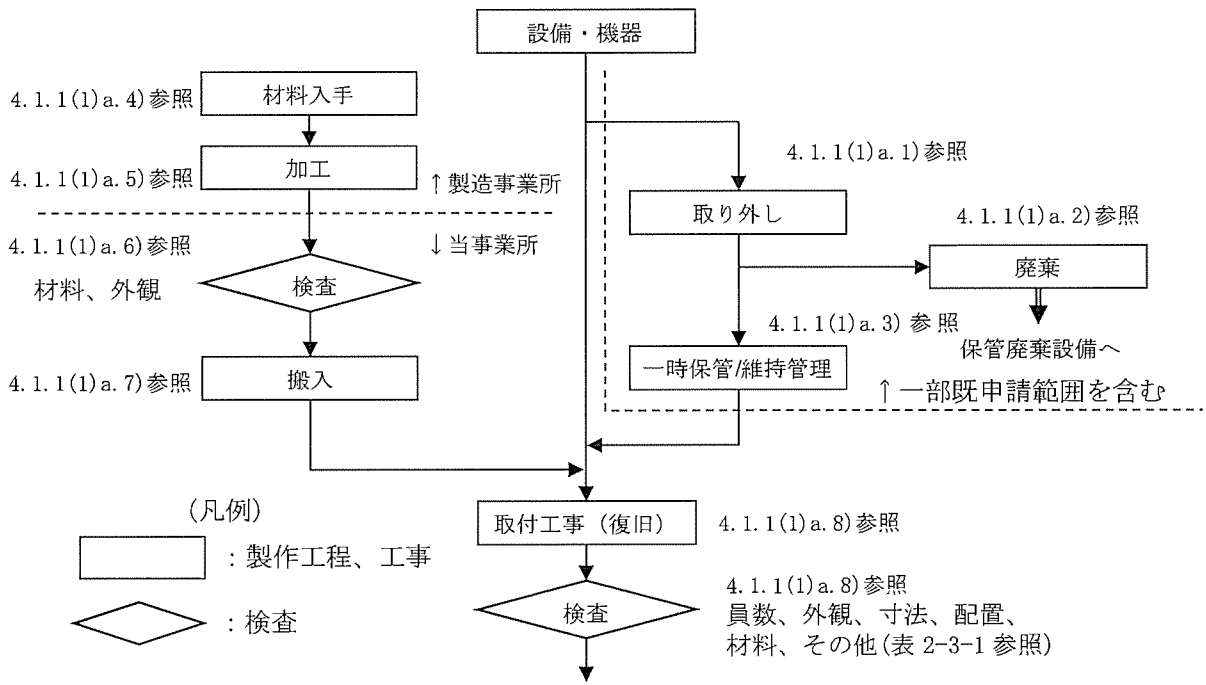 設備・機器
4.1.1(1)a.4)参照
材料入手
4.1.1(1)a.5)参照
加工
↑製造事業所
4.1.1(1)a.1)参照
取り外し
4.1.1(1)a.2)参照
廃棄
保管廃棄設備へ
4.1.1(1)a.6)参照
材料、外観
↓当事業所
検査
4.1.1(1)a.3)参照
一時保管/維持管理
↑一部既申請範囲を含む
4.1.1(1)a.7)参照
搬入
取付工事（復旧）
4.1.1(1)a.8)参照
検査
4.1.1(1)a.8)参照
員数、外観、寸法、配置、
材料、その他(表 2-3-1 参照)
(凡例)
：製作工程、工事
：検査